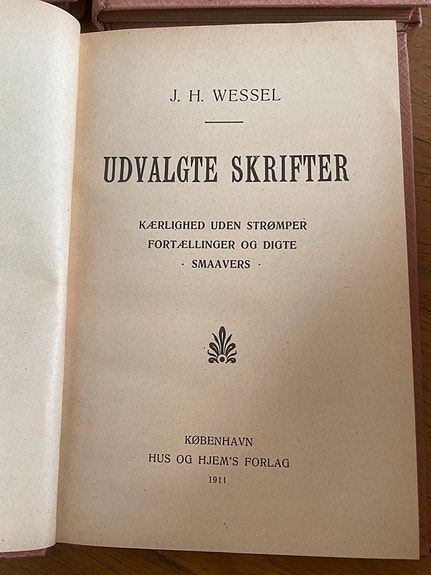 J. H. WESSEL
UDVALGTE SKRIFTER
KÆRLIGHED UDEN STRØMPER
FORTÆLLINGER OG DIGTE
· SMAAVERS ·
KØBENHAVN
HUS OG HJEM'S FORLAG
1911